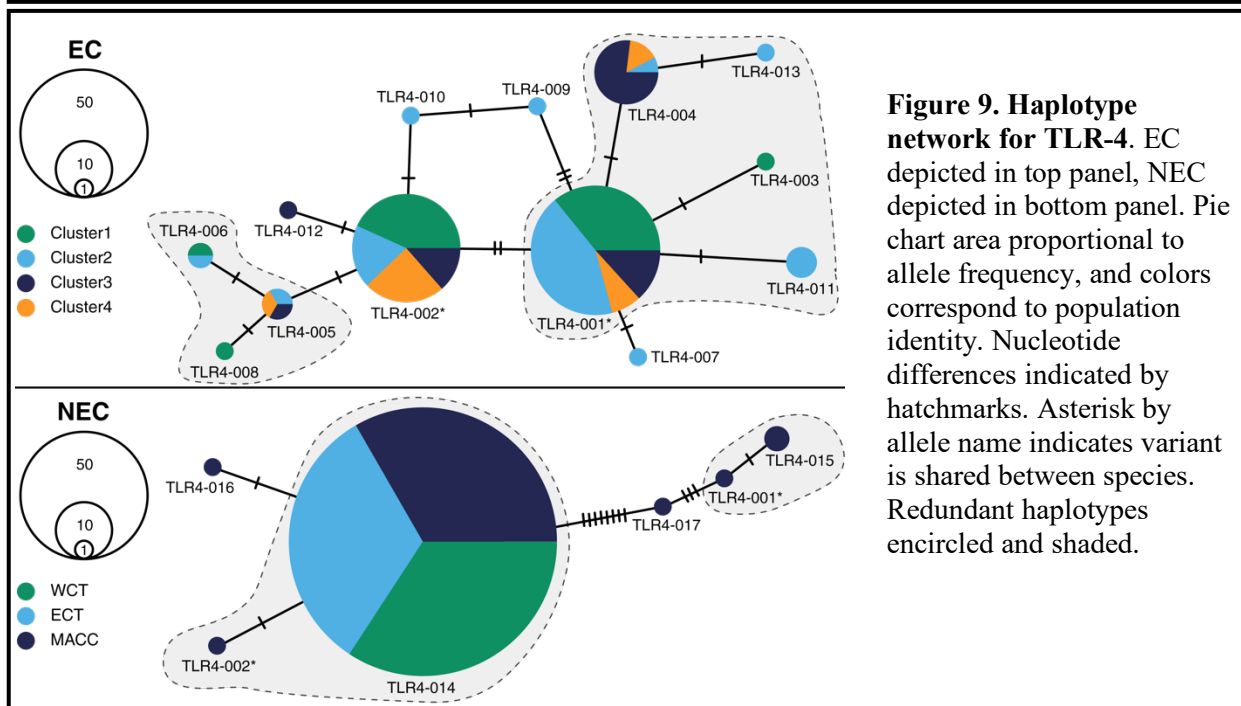 EC
50
10
1
Cluster1
Cluster2
Cluster3
Cluster4
TLR4-010
TLR4-009
TLR4-013
TLR4-004
TLR4-003
TLR4-012
TLR4-006
TLR4-011
TLR4-005
TLR4-002*
TLR4-001*
TLR4-007
TLR4-008
NEC
50
10
1
WCT
ECT
MACC
TLR4-016
TLR4-015
TLR4-001*
TLR4-017
TLR4-002*
TLR4-014
Figure 9. Haplotype
network for TLR-4. EC
depicted in top panel, NEC
depicted in bottom panel. Pie
chart area proportional to
allele frequency, and colors
correspond to population
identity. Nucleotide
differences indicated by
hatchmarks. Asterisk by
allele name indicates variant
is shared between species.
Redundant haplotypes
encircled and shaded.